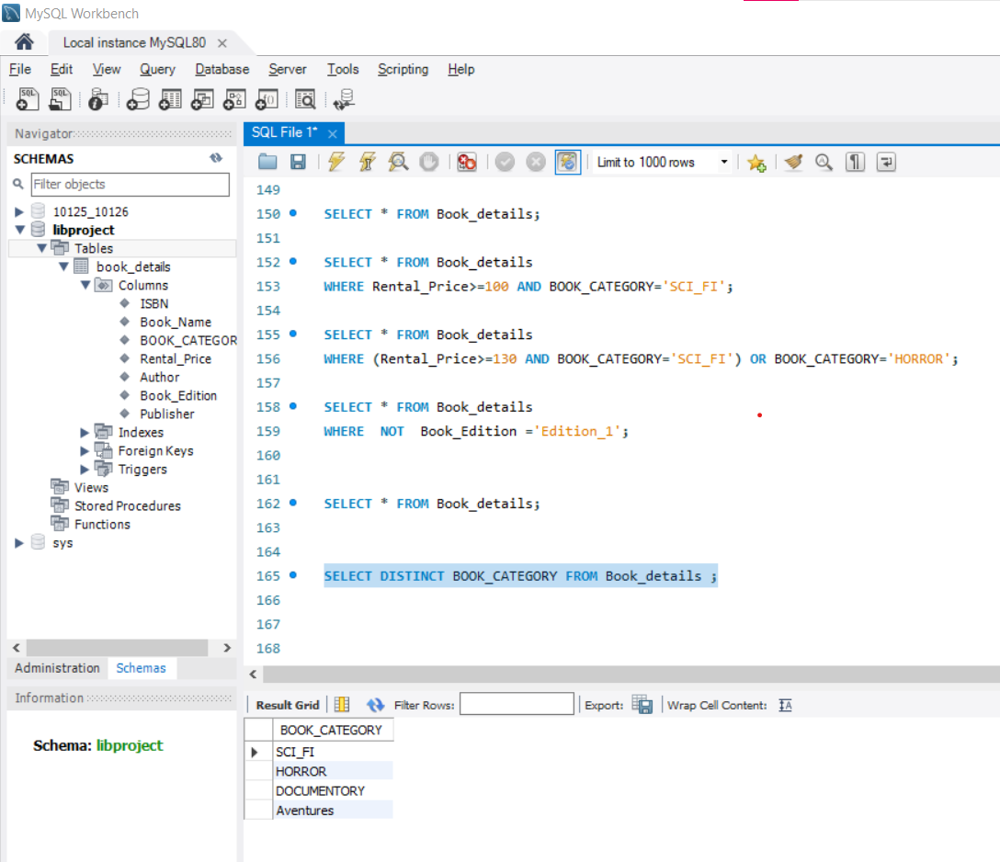 MySQL Workbench
Local instance MySQL80
File Edit View Query Database Server Tools Scripting Help
Navigator
SCHEMAS
Filter objects
10125_10126
libproject
Tables
book_details
Columns
ISBN
Book_Name
BOOK_CATEGOR
Rental_Price
Author
Book_Edition
Publisher
Indexes
Foreign Keys
Triggers
Views
Stored Procedures
Functions
sys
Administration Schemas
Information
Schema: libproject
SQL File 1*
Limit to 1000 rows
149
150 SELECT * FROM Book_details;
151
152 SELECT * FROM Book_details
153 WHERE Rental_Price>=100 AND BOOK_CATEGORY='SCI_FI';
154
155 SELECT * FROM Book_details
156 WHERE (Rental_Price>=130 AND BOOK_CATEGORY='SCI_FI') OR BOOK_CATEGORY='HORROR';
157
158 SELECT * FROM Book_details
159 WHERE NOT Book_Edition ='Edition_1';
160
161
162 SELECT * FROM Book_details;
163
164
165 SELECT DISTINCT BOOK_CATEGORY FROM Book_details ;
166
167
168
Result Grid Filter Rows: Export: Wrap Cell Content:
BOOK_CATEGORY
SCI_FI
HORROR
DOCUMENTORY
Aventures